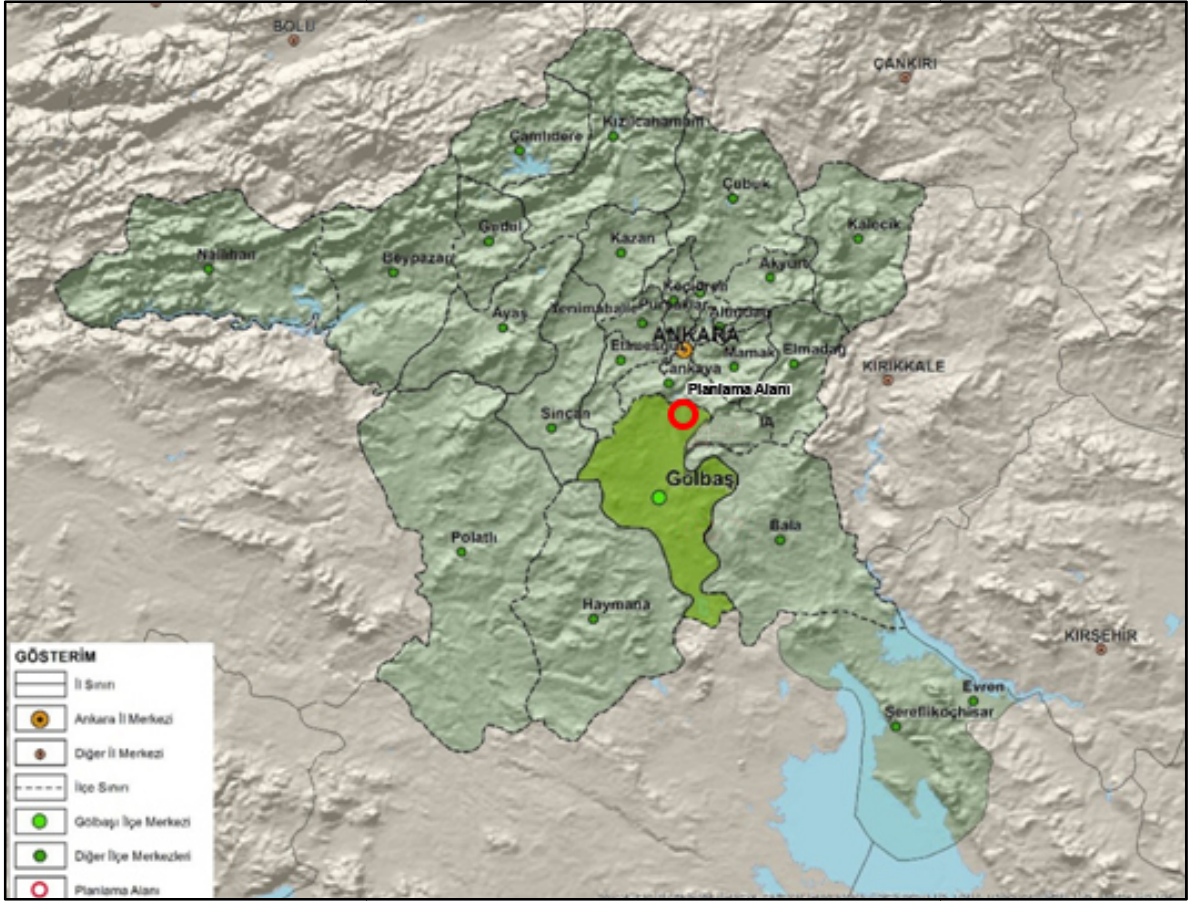 BOLU
ÇANKIRI
Kızılcahamam
Çamlıdere
Çubuk
Kalecik
Güdül
Kazan
Nallıhan
Beypazarı
Akyurt
Keçiören
Yenimahalle
Pursaklar
Ayaş
Altındağ
ANKARA
Etimesgut
Mamak
Elmadağ
Çankaya
KIRIKKALE
Planlama Alanı
Sincan
Gölbaşı
Bala
Polatlı
Haymana
KIRŞEHİR
Evren
Şereflikoçhisar
GÖSTERİM
İl Sınırı
Ankara İl Merkezi
Diğer İl Merkezi
İlçe Sınırı
Gölbaşı İlçe Merkezi
Diğer İlçe Merkezleri
Planlama Alanı